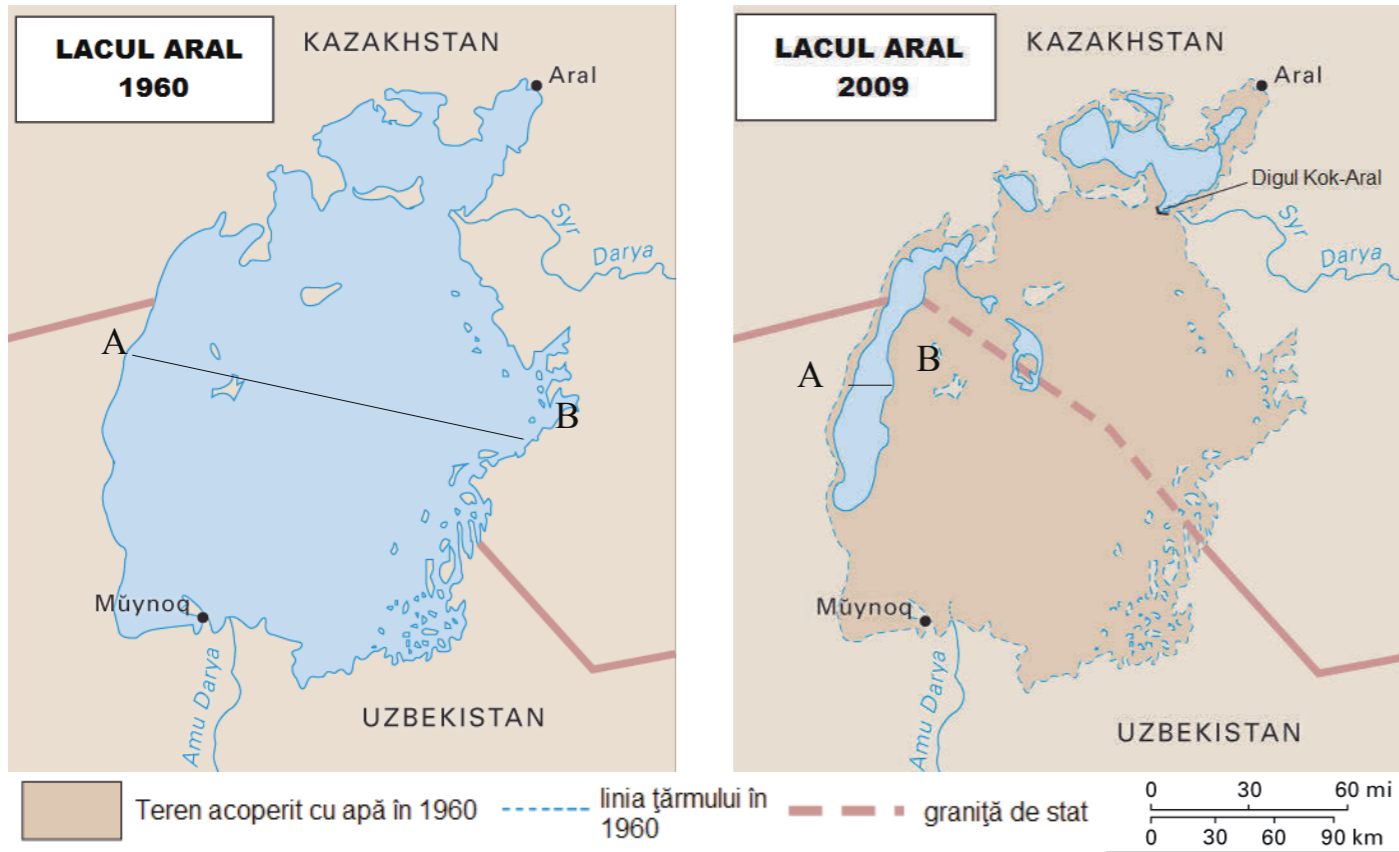 LACUL ARAL
1960
KAZAKHSTAN
Aral
Syr
Darya
A
B
Mŭynoq
Amu Darya
UZBEKISTAN
LACUL ARAL
2009
KAZAKHSTAN
Aral
Digul Kok-Aral
Syr
Darya
A
B
Mŭynoq
Amu Darya
UZBEKISTAN
Teren acoperit cu apă în 1960
linia ţărmului în
1960
graniţă de stat
0 30 60 mi
0 30 60 90 km